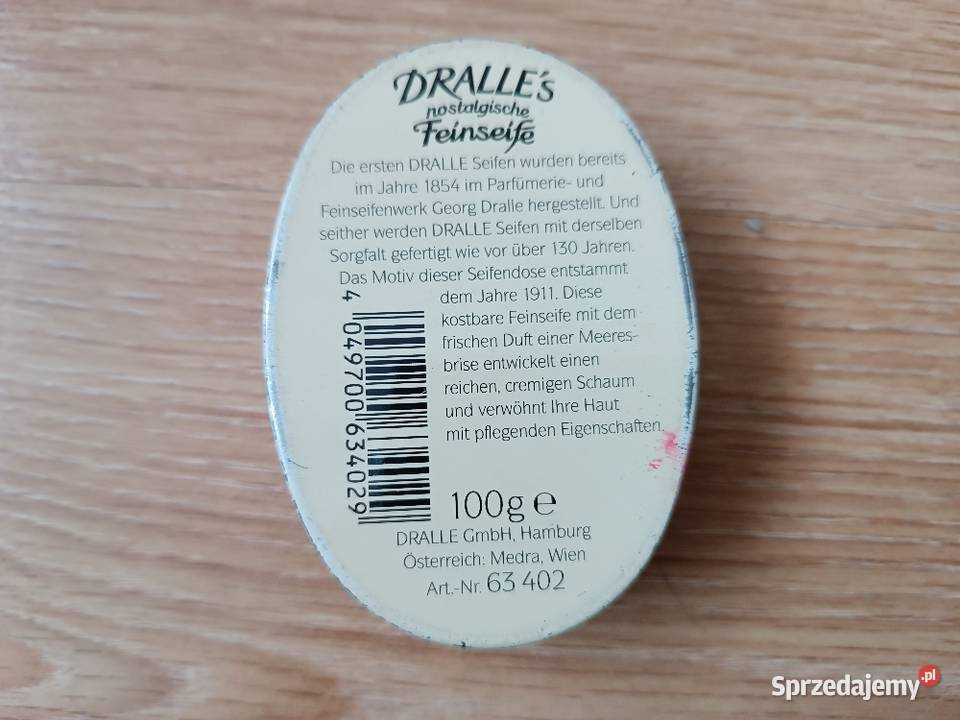 DRALLE's
nostalgische
Feinseife
Die ersten DRALLE Seifen wurden bereits
im Jahre 1854 im Parfümerie- und
Feinseifenwerk Georg Dralle hergestellt. Und
seither werden DRALLE Seifen mit derselben
Sorgfalt gefertigt wie vor über 130 Jahren.
Das Motiv dieser Seifendose entstammt
dem Jahre 1911. Diese
kostbare Feinseife mit dem
frischen Duft einer Meeres-
brise entwickelt einen
reichen, cremigen Schaum
und verwöhnt Ihre Haut
mit pflegenden Eigenschaften.
4 049700 634029
100g e
DRALLE GmbH, Hamburg
Österreich: Medra, Wien
Art.-Nr. 63 402
Sprzedajemy.pl